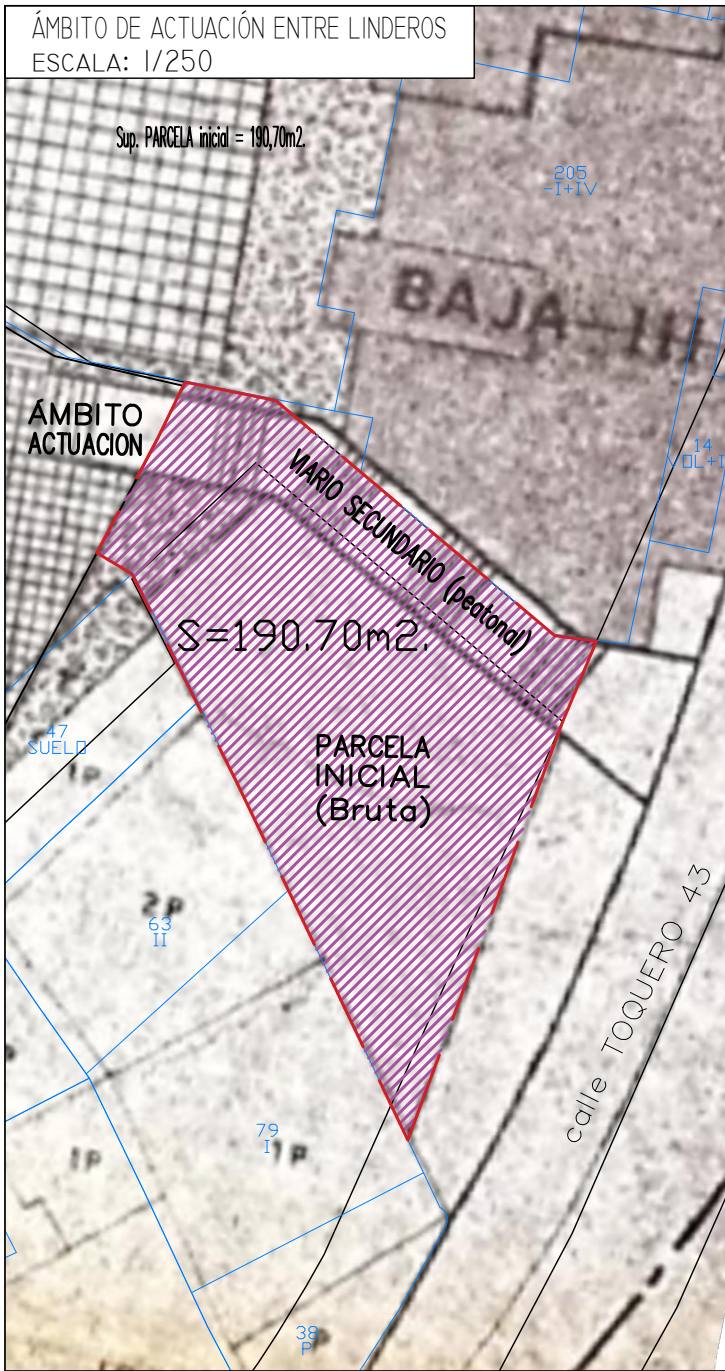 ÁMBITO DE ACTUACIÓN ENTRE LINDEROS
ESCALA: 1/250
Sup. PARCELA inicial = 190,70m2.
205
-I+IV
BAJA
ÁMBITO
ACTUACION
14
VIARIO SECUNDARIO (peatonal)
S=190.70m2.
47
SUELO
1P
PARCELA
INICIAL
(Bruta)
2P
63
II
calle TOQUERO 43
79
I
1P
1P
38
P